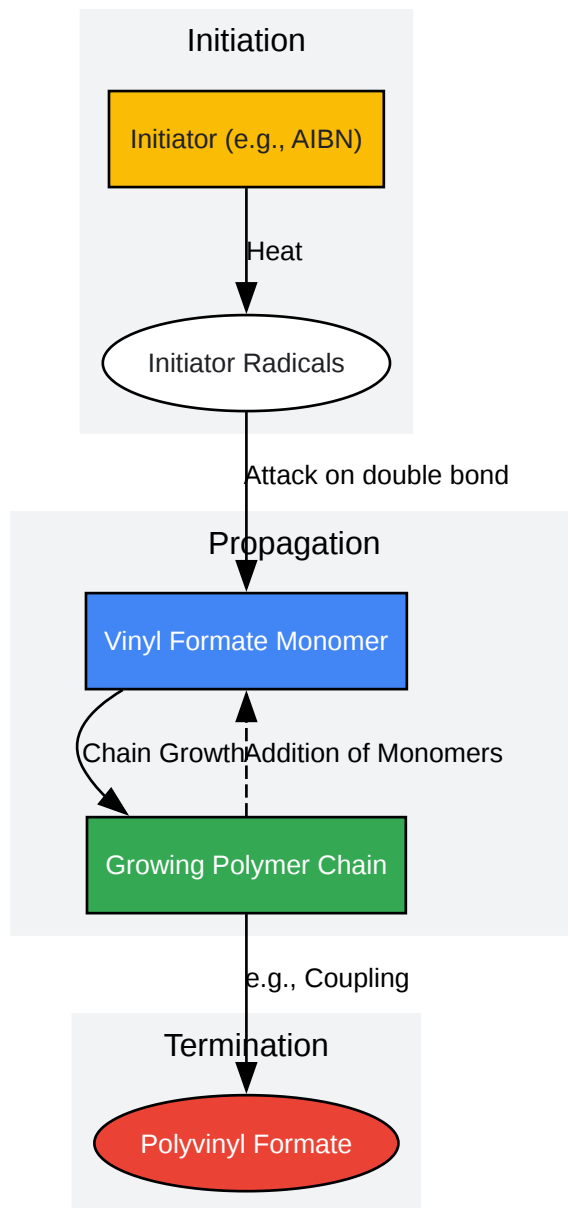 Initiation
Initiator (e.g., AIBN)
Heat
Initiator Radicals
Attack on double bond
Propagation
Vinyl Formate Monomer
Chain Growth
Addition of Monomers
Growing Polymer Chain
e.g., Coupling
Termination
Polyvinyl Formate